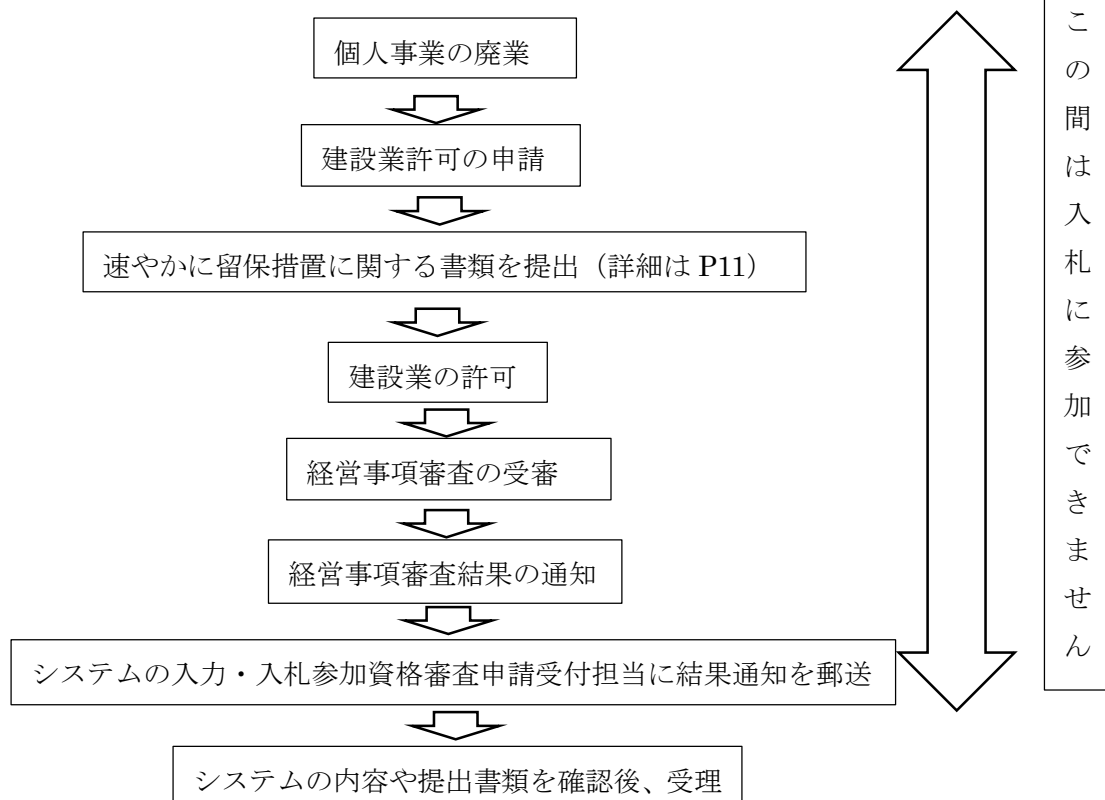 個人事業の廃業
建設業許可の申請
速やかに留保措置に関する書類を提出（詳細は P11）
建設業の許可
経営事項審査の受審
経営事項審査結果の通知
システムの入力・入札参加資格審査申請受付担当に結果通知を郵送
システムの内容や提出書類を確認後、受理
この間は入札に参加できません